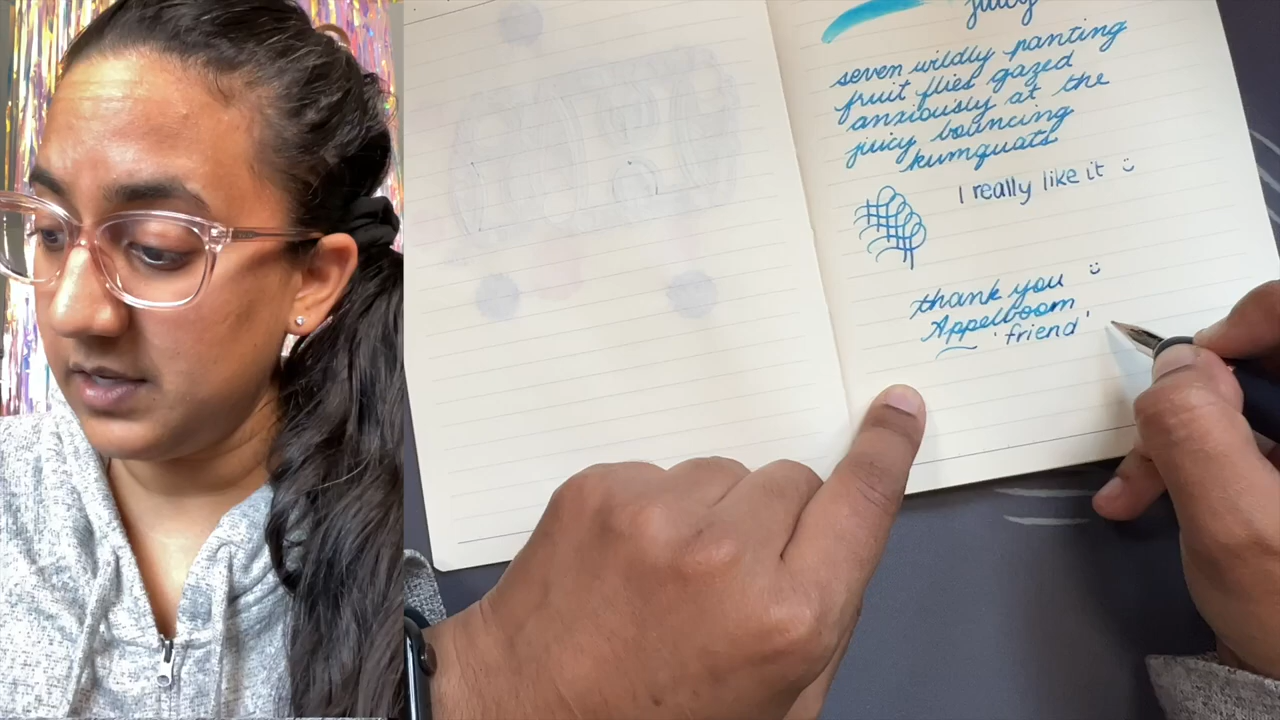 juicy
seven wildly panting
fruit flies gazed
anxiously at the
juicy bouncing
kumquats
I really like it :)
thank you :)
Appelboom
'friend'